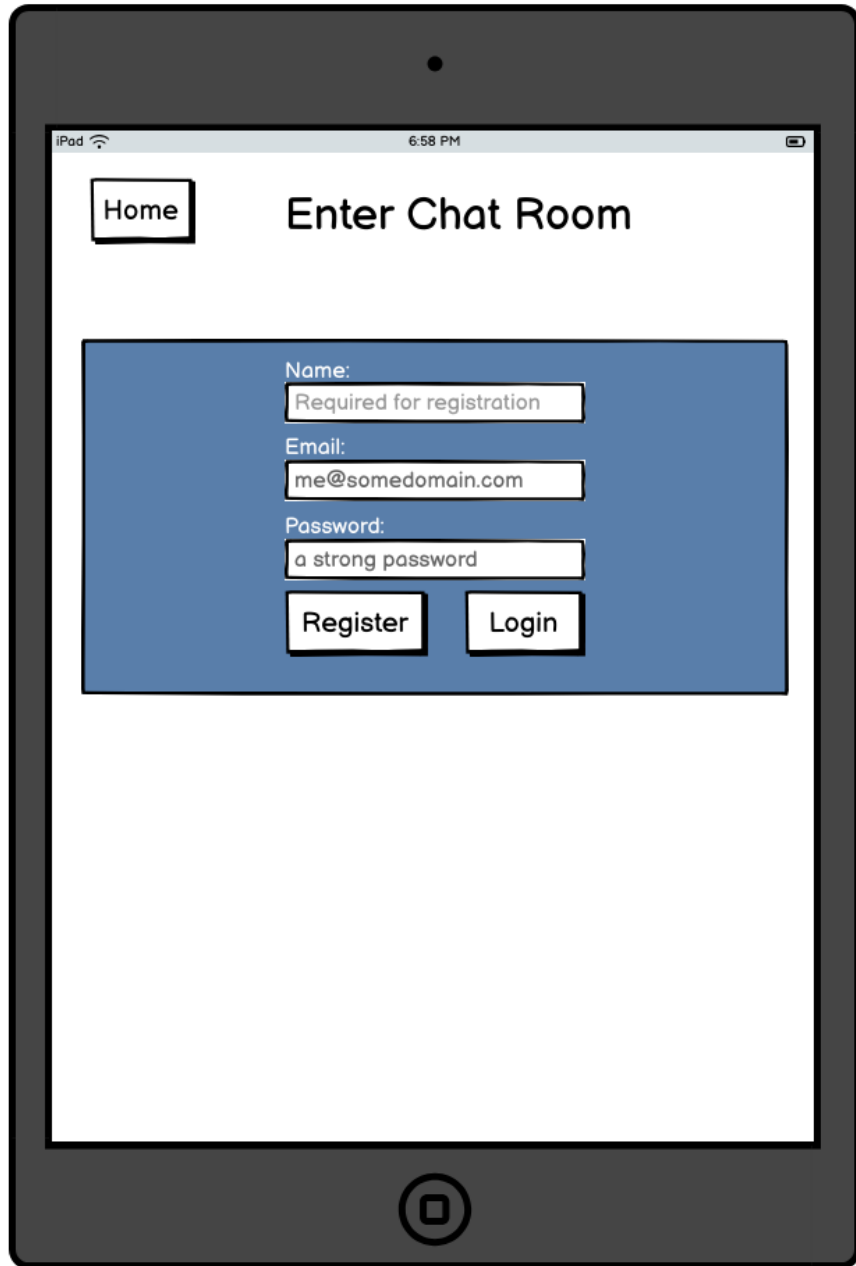 iPad 6:58 PM
Home Enter Chat Room
Name:
Required for registration
Email:
me@somedomain.com
Password:
a strong password
Register Login